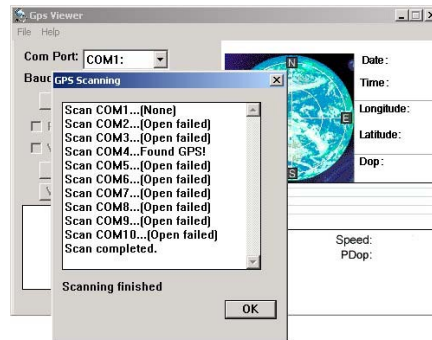 Gps Viewer
File Help
Com Port: COM1:
Baud
GPS Scanning
Scan COM1...(None)
Scan COM2...(Open failed)
Scan COM3...(Open failed)
Scan COM4...Found GPS!
Scan COM5...(Open failed)
Scan COM6...(Open failed)
Scan COM7...(Open failed)
Scan COM8...(Open failed)
Scan COM9...(Open failed)
Scan COM10...(Open failed)
Scan completed.
Scanning finished
OK
N
E
S
Date:
Time:
Longitude:
Latitude:
Dop:
Speed:
PDop: